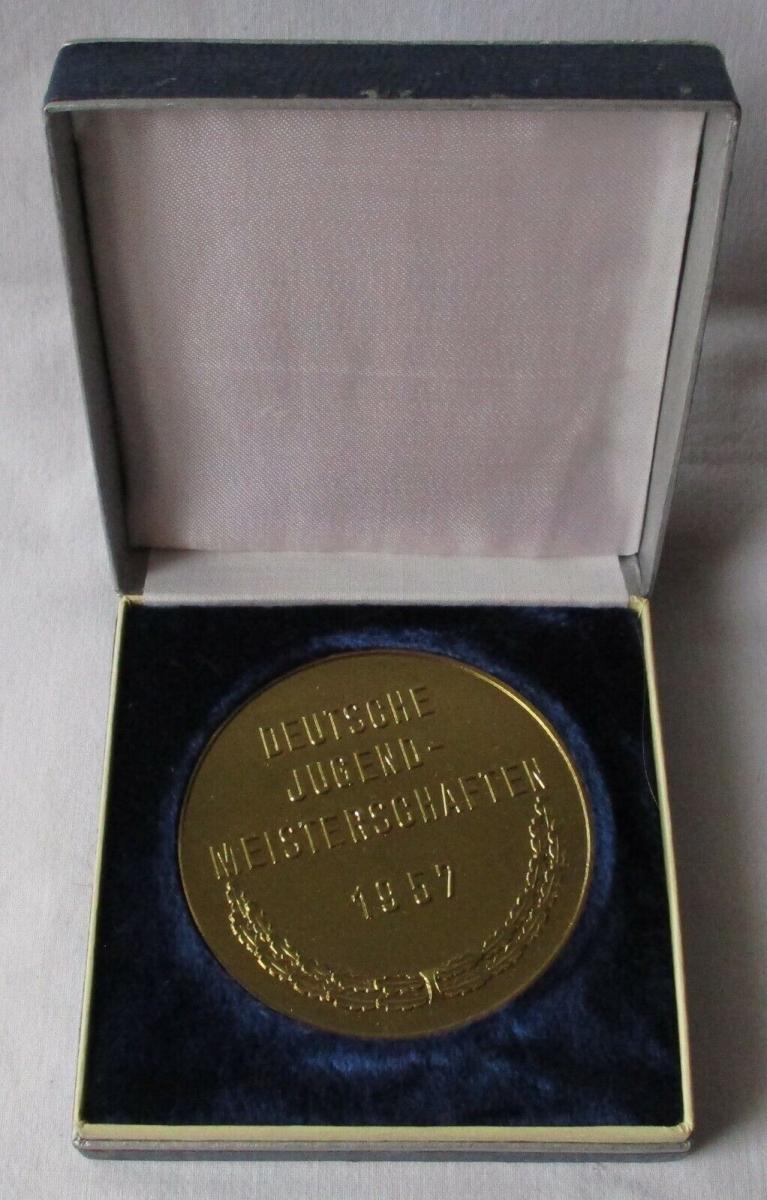 DEUTSCHE
JUGEND-
MEISTERSCHAFTEN
1957